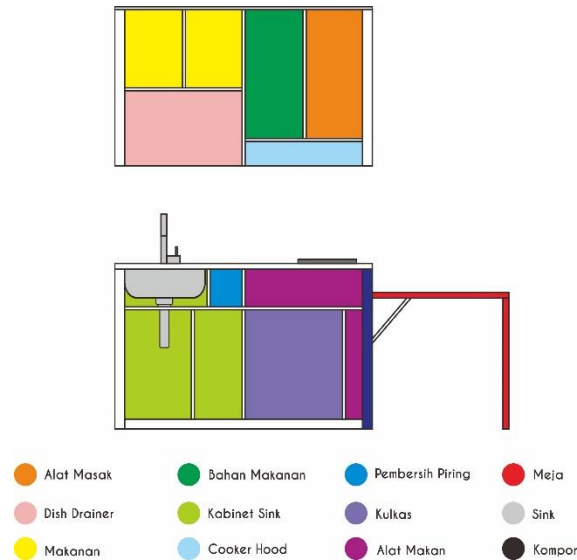 Alat Masak
Bahan Makanan
Pembersih Piring
Meja
Dish Drainer
Kabinet Sink
Kulkas
Sink
Makanan
Cooker Hood
Alat Makan
Kompor